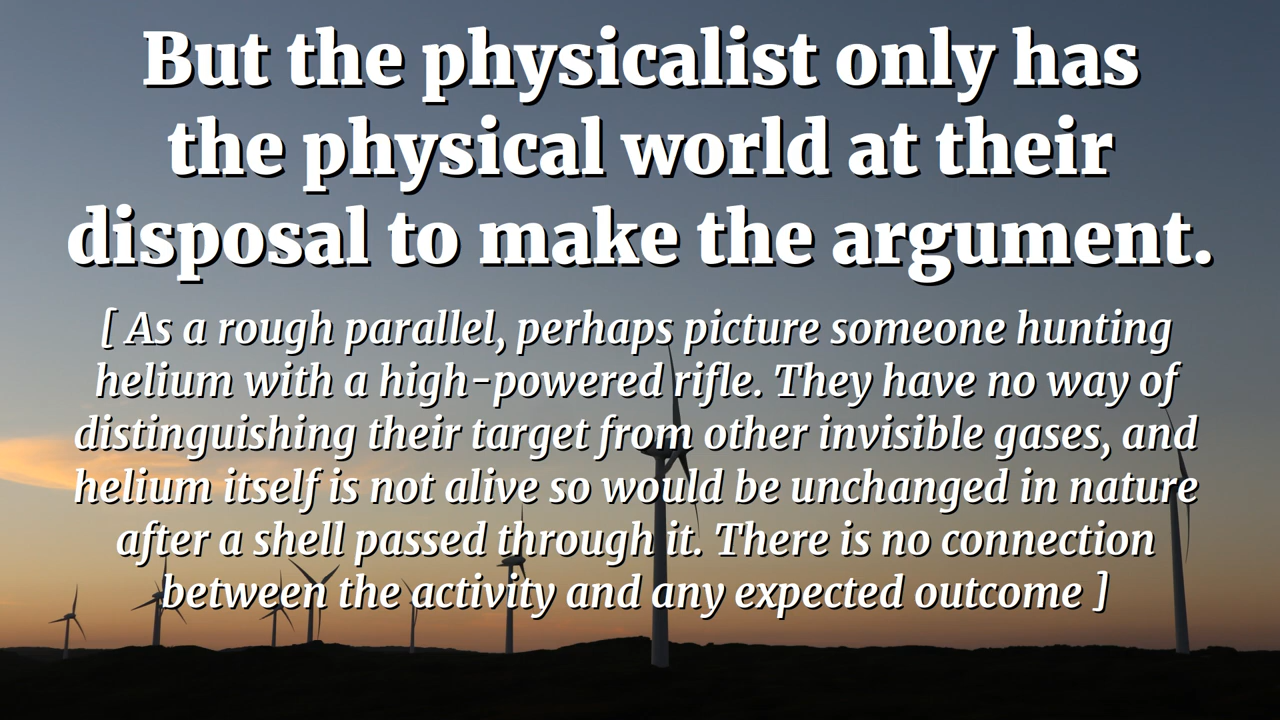 But the physicalist only has
the physical world at their
disposal to make the argument.
[ As a rough parallel, perhaps picture someone hunting
helium with a high-powered rifle. They have no way of
distinguishing their target from other invisible gases, and
helium itself is not alive so would be unchanged in nature
after a shell passed through it. There is no connection
between the activity and any expected outcome ]